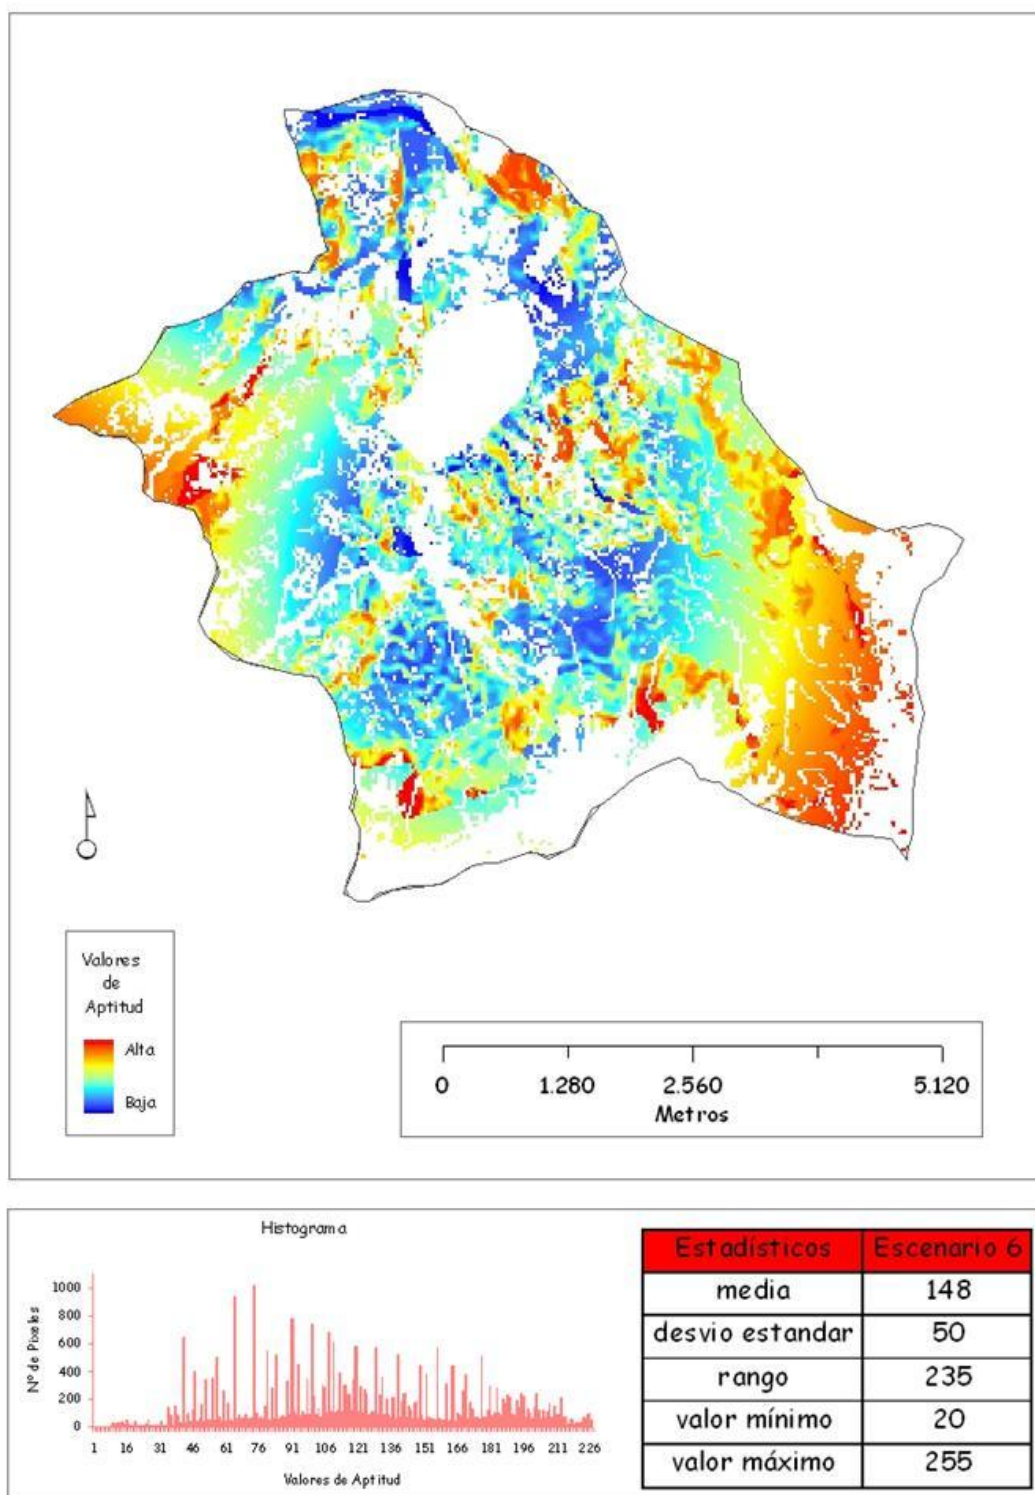 Valores
de
Aptitud
Alta
Baja
0 1.280 2.560 5.120
Metros
Histograma
Nº de Pixeles
1000
800
600
400
200
0
1 16 31 46 61 76 91 106 121 136 151 166 181 196 211 226
Valores de Aptitud
Estadísticos Escenario 6
media 148
desvio estandar 50
rango 235
valor mínimo 20
valor máximo 255